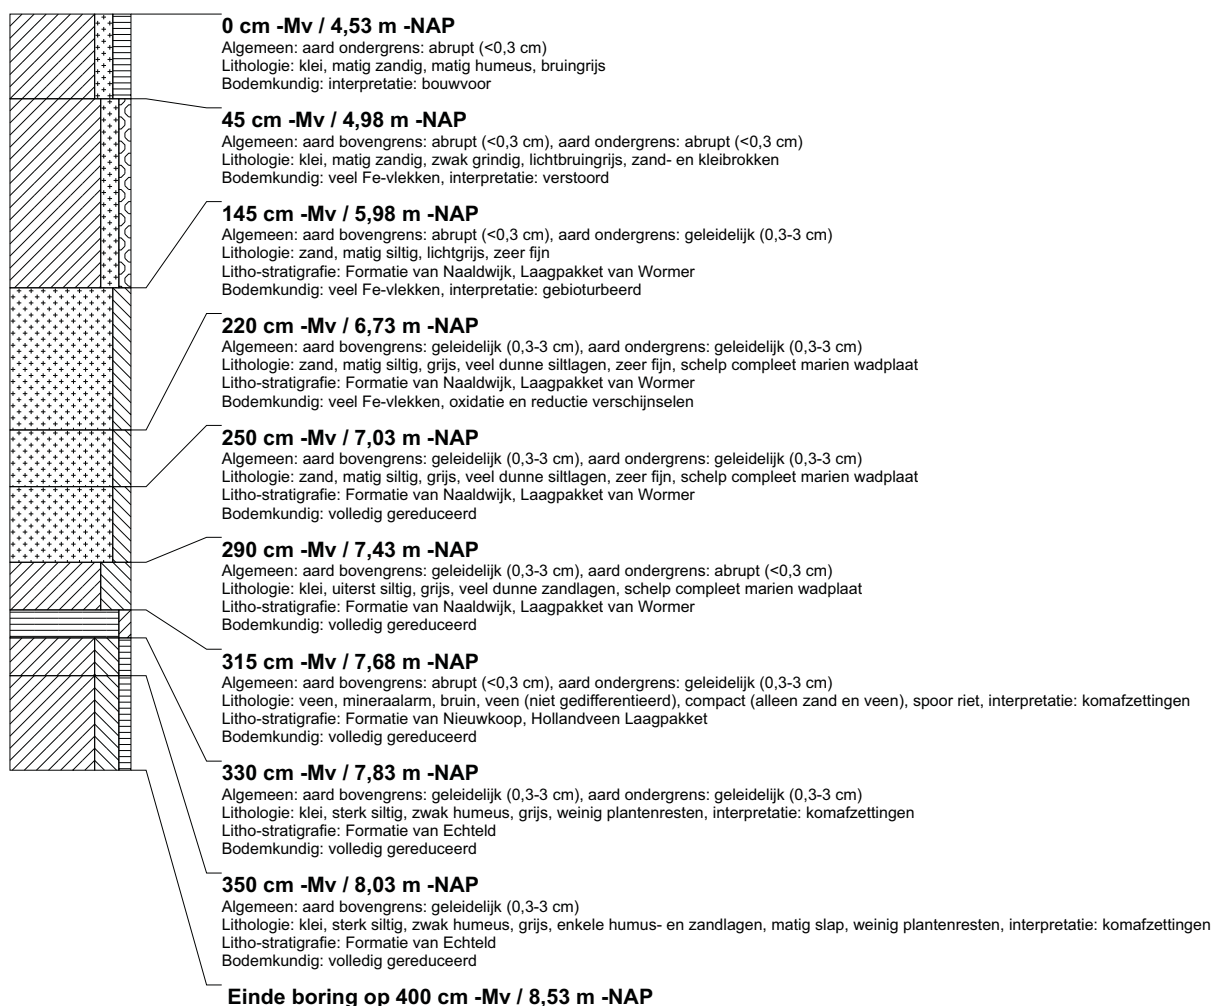 0 cm -Mv / 4,53 m -NAP
Algemeen: aard ondergrens: abrupt (<0,3 cm)
Lithologie: klei, matig zandig, matig humeus, bruingrijs
Bodemkundig: interpretatie: bouwvoor
45 cm -Mv / 4,98 m -NAP
Algemeen: aard bovengrens: abrupt (<0,3 cm), aard ondergrens: abrupt (<0,3 cm)
Lithologie: klei, matig zandig, zwak grindig, lichtbruingrijs, zand- en kleibrokken
Bodemkundig: veel Fe-vlekken, interpretatie: verstoord
145 cm -Mv / 5,98 m -NAP
Algemeen: aard bovengrens: abrupt (<0,3 cm), aard ondergrens: geleidelijk (0,3-3 cm)
Lithologie: zand, matig siltig, lichtgrijs, zeer fijn
Litho-stratigrafie: Formatie van Naaldwijk, Laagpakket van Wormer
Bodemkundig: veel Fe-vlekken, interpretatie: gebioturbeerd
220 cm -Mv / 6,73 m -NAP
Algemeen: aard bovengrens: geleidelijk (0,3-3 cm), aard ondergrens: geleidelijk (0,3-3 cm)
Lithologie: zand, matig siltig, grijs, veel dunne siltlagen, zeer fijn, schelp compleet marien wadplaat
Litho-stratigrafie: Formatie van Naaldwijk, Laagpakket van Wormer
Bodemkundig: veel Fe-vlekken, oxidatie en reductie verschijnselen
250 cm -Mv / 7,03 m -NAP
Algemeen: aard bovengrens: geleidelijk (0,3-3 cm), aard ondergrens: geleidelijk (0,3-3 cm)
Lithologie: zand, matig siltig, grijs, veel dunne siltlagen, zeer fijn, schelp compleet marien wadplaat
Litho-stratigrafie: Formatie van Naaldwijk, Laagpakket van Wormer
Bodemkundig: volledig gereduceerd
290 cm -Mv / 7,43 m -NAP
Algemeen: aard bovengrens: geleidelijk (0,3-3 cm), aard ondergrens: abrupt (<0,3 cm)
Lithologie: klei, uiterst siltig, grijs, veel dunne zandlagen, schelp compleet marien wadplaat
Litho-stratigrafie: Formatie van Naaldwijk, Laagpakket van Wormer
Bodemkundig: volledig gereduceerd
315 cm -Mv / 7,68 m -NAP
Algemeen: aard bovengrens: abrupt (<0,3 cm), aard ondergrens: geleidelijk (0,3-3 cm)
Lithologie: veen, mineraalarm, bruin, veen (niet gedifferentieerd), compact (alleen zand en veen), spoor riet, interpretatie: komafzettingen
Litho-stratigrafie: Formatie van Nieuwkoop, Hollandveen Laagpakket
Bodemkundig: volledig gereduceerd
330 cm -Mv / 7,83 m -NAP
Algemeen: aard bovengrens: geleidelijk (0,3-3 cm), aard ondergrens: geleidelijk (0,3-3 cm)
Lithologie: klei, sterk siltig, zwak humeus, grijs, weinig plantenresten, interpretatie: komafzettingen
Litho-stratigrafie: Formatie van Echteld
Bodemkundig: volledig gereduceerd
350 cm -Mv / 8,03 m -NAP
Algemeen: aard bovengrens: geleidelijk (0,3-3 cm)
Lithologie: klei, sterk siltig, zwak humeus, grijs, enkele humus- en zandlagen, matig slap, weinig plantenresten, interpretatie: komafzettingen
Litho-stratigrafie: Formatie van Echteld
Bodemkundig: volledig gereduceerd
Einde boring op 400 cm -Mv / 8,53 m -NAP